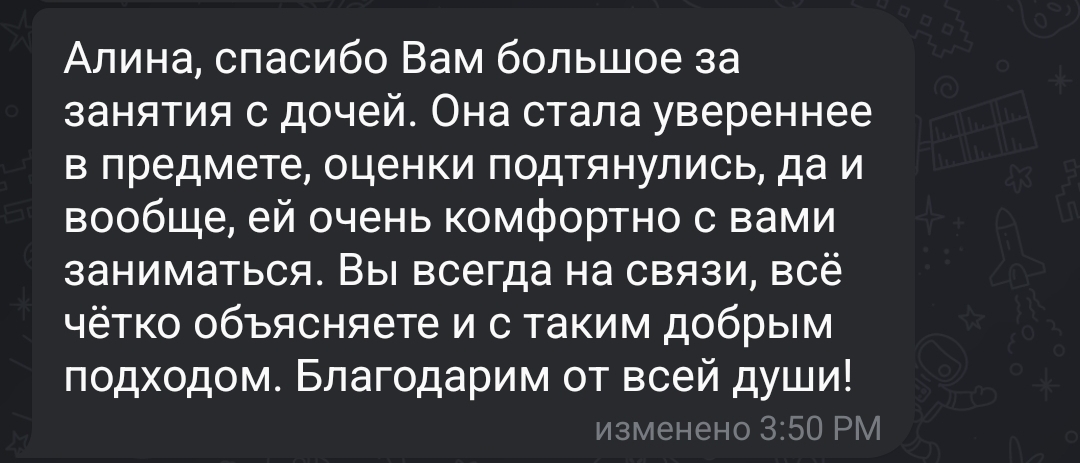 Алина, спасибо Вам большое за
занятия с дочей. Она стала увереннее
в предмете, оценки подтянулись, да и
вообще, ей очень комфортно с вами
заниматься. Вы всегда на связи, всё
чётко объясняете и с таким добрым
подходом. Благодарим от всей души!
изменено 3:50 PM